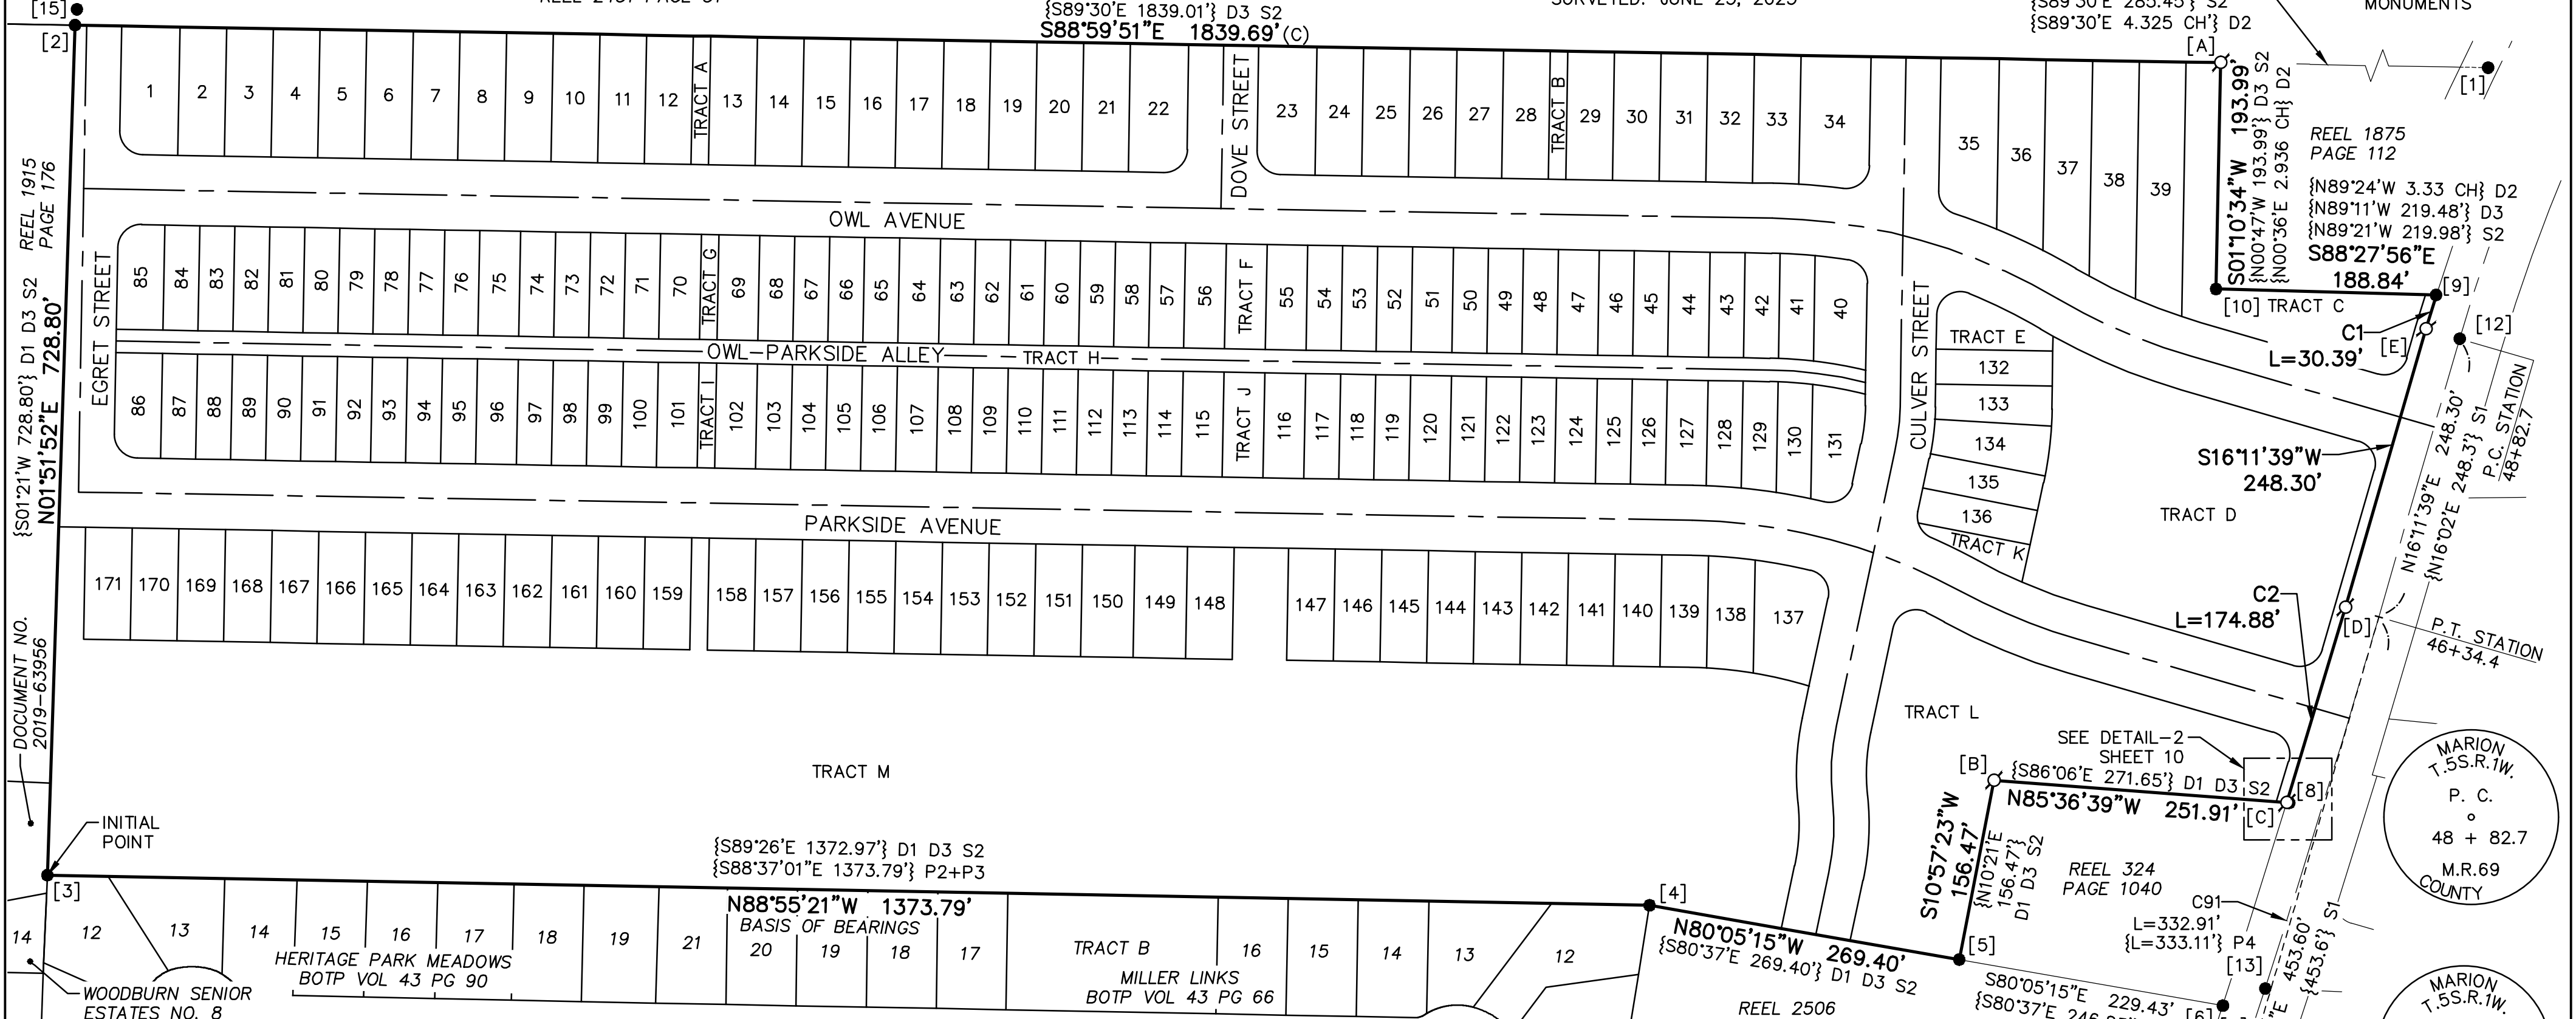 [15]
[2]
{S89°30'E 1839.01'} D3 S2
S88°59'51"E 1839.69'(C)
{S89°30'E 285.45'} S2
{S89°30'E 4.325 CH'} D2
MONUMENTS
[A]
[1]
1 2 3 4 5 6 7 8 9 10 11 12
TRACT A
13 14 15 16 17 18 19 20 21 22
DOVE STREET
23 24 25 26 27 28
TRACT B
29 30 31 32 33 34
35 36 37 38 39
S01°10'34"W 193.99'
{N00°47'W 193.99'} D3 S2
{N00°36'E 2.936 CH} D2
REEL 1875
PAGE 112
{N89°24'W 3.33 CH} D2
{N89°11'W 219.48'} D3
{N89°21'W 219.98'} S2
S88°27'56"E
188.84'
[9]
[10] TRACT C
[12]
C1
[E]
L=30.39'
REEL 1915
PAGE 176
{S01°21'W 728.80'} D1 D3 S2
N01°51'52"E 728.80'
EGRET STREET
OWL AVENUE
85 84 83 82 81 80 79 78 77 76 75 74 73 72 71 70
TRACT G
69 68 67 66 65 64 63 62 61 60 59 58 57 56
TRACT F
55 54 53 52 51 50 49 48 47 46 45 44 43 42 41 40
OWL-PARKSIDE ALLEY
TRACT H
CULVER STREET
TRACT E
132
133
134
135
136
TRACT K
86 87 88 89 90 91 92 93 94 95 96 97 98 99 100 101
TRACT I
102 103 104 105 106 107 108 109 110 111 112 113 114 115
TRACT J
116 117 118 119 120 121 122 123 124 125 126 127 128 129 130 131
S16°11'39"W
248.30'
TRACT D
N16°11'39"E 248.30'
{N16°02'E 248.3'} S1
P.C. STATION
48+82.7
PARKSIDE AVENUE
171 170 169 168 167 166 165 164 163 162 161 160 159
158 157 156 155 154 153 152 151 150 149 148
147 146 145 144 143 142 141 140 139 138 137
C2
L=174.88'
[D]
P.T. STATION
46+34.4
DOCUMENT NO.
2019-63956
TRACT L
TRACT M
SEE DETAIL-2
SHEET 10
[B]
{S86°06'E 271.65'} D1 D3 S2
N85°36'39"W 251.91'
[8]
[C]
S10°57'23"W
156.47'
{N10°21'E
156.47'}
D1 D3 S2
REEL 324
PAGE 1040
MARION
T.5S.R.1W.
P. C.
48 + 82.7
M.R.69
COUNTY
INITIAL
POINT
[3]
{S89°26'E 1372.97'} D1 D3 S2
{S88°37'01"E 1373.79'} P2+P3
N88°55'21"W 1373.79'
BASIS OF BEARINGS
[4]
N80°05'15"W 269.40'
{S80°37'E 269.40'} D1 D3 S2
[5]
C91
L=332.91'
{L=333.11'} P4
[13]
453.60'
{453.6'} S1
14 12 13 14 15 16 17 18 19 21 20 19 18 17
TRACT B
16 15 14 13 12
HERITAGE PARK MEADOWS
BOTP VOL 43 PG 90
MILLER LINKS
BOTP VOL 43 PG 66
WOODBURN SENIOR
ESTATES NO. 8
REEL 2506
S80°05'15"E 229.43'
{S80°37'E
[6]
MARION
T.5S.R.1W.